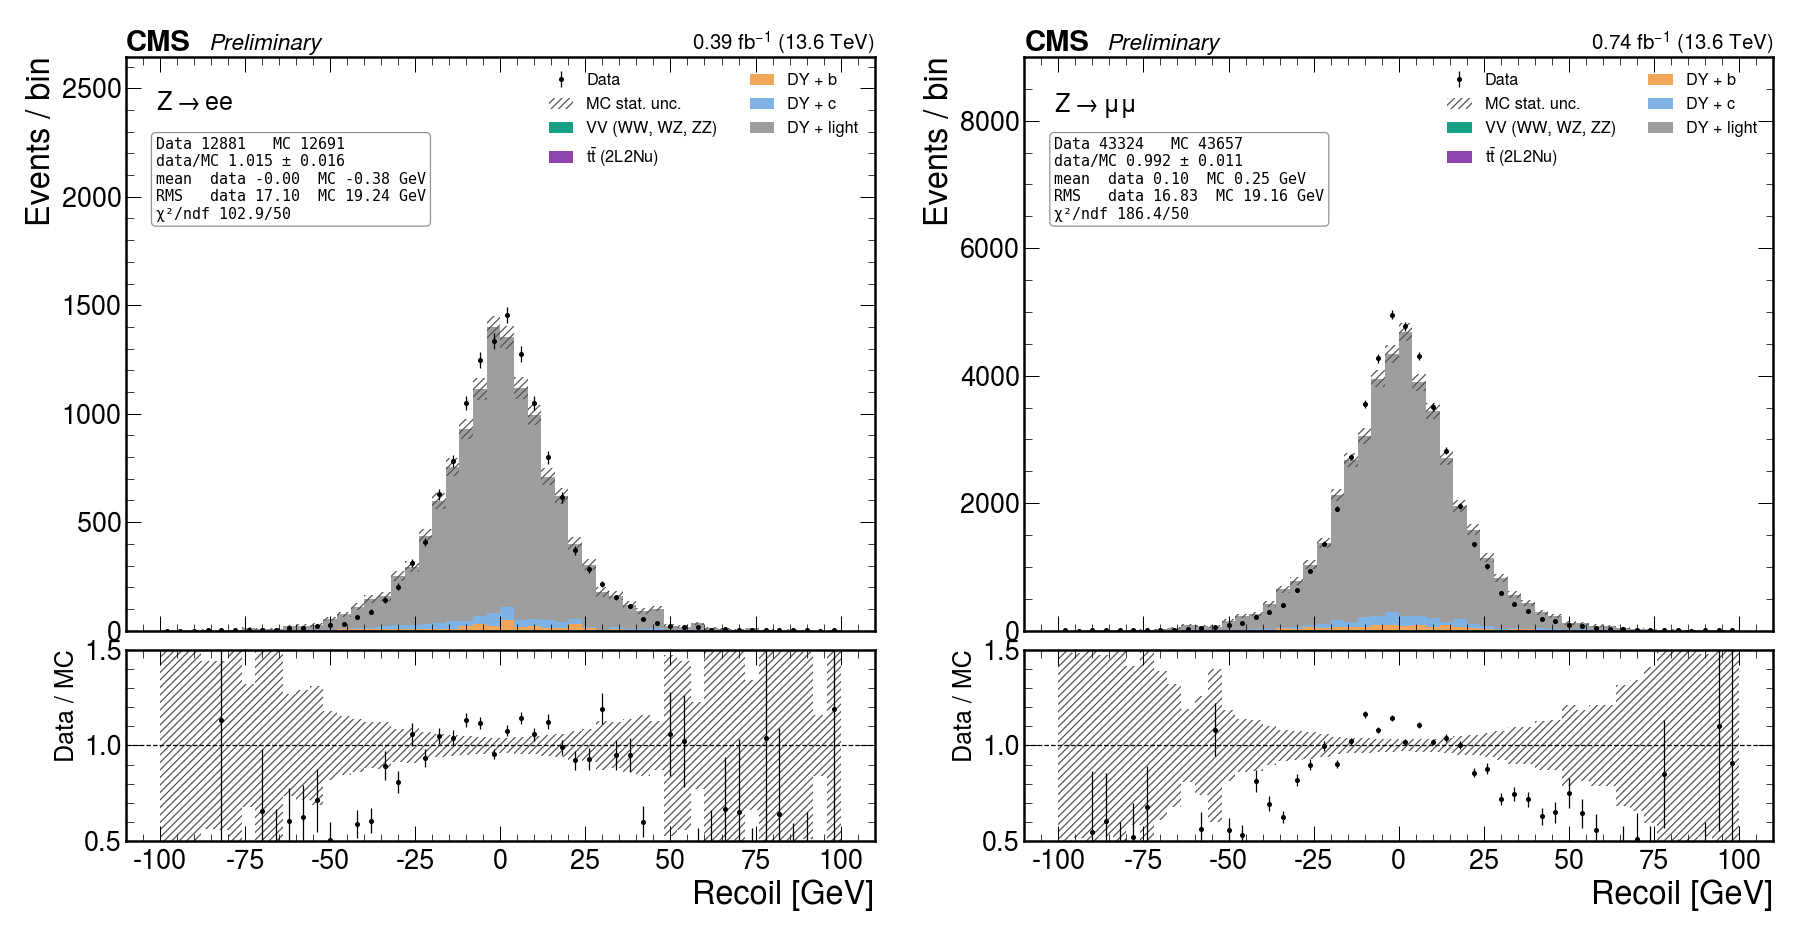 CMS Preliminary 0.39 fb⁻¹ (13.6 TeV)
Events / bin
2500
2000
1500
1000
500
0
Z → ee
Data 12881 MC 12691
data/MC 1.015 ± 0.016
mean data -0.00 MC -0.38 GeV
RMS data 17.10 MC 19.24 GeV
χ²/ndf 102.9/50
Data
MC stat. unc.
VV (WW, WZ, ZZ)
tt̄ (2L2Nu)
DY + b
DY + c
DY + light
Data / MC
1.5
1.0
0.5
-100 -75 -50 -25 0 25 50 75 100
Recoil [GeV]
CMS Preliminary 0.74 fb⁻¹ (13.6 TeV)
Events / bin
8000
6000
4000
2000
0
Z → μμ
Data 43324 MC 43657
data/MC 0.992 ± 0.011
mean data 0.10 MC 0.25 GeV
RMS data 16.83 MC 19.16 GeV
χ²/ndf 186.4/50
Data
MC stat. unc.
VV (WW, WZ, ZZ)
tt̄ (2L2Nu)
DY + b
DY + c
DY + light
Data / MC
1.5
1.0
0.5
-100 -75 -50 -25 0 25 50 75 100
Recoil [GeV]